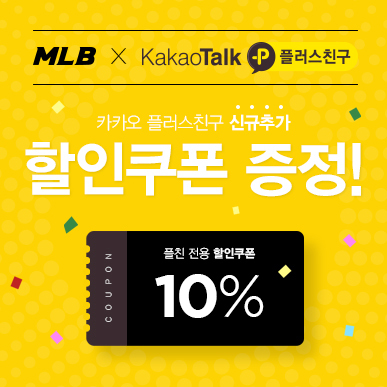 MLB × KakaoTalk P 플러스친구
카카오 플러스친구 신규추가
할인쿠폰 증정!
COUPON
플친 전용 할인쿠폰
10%